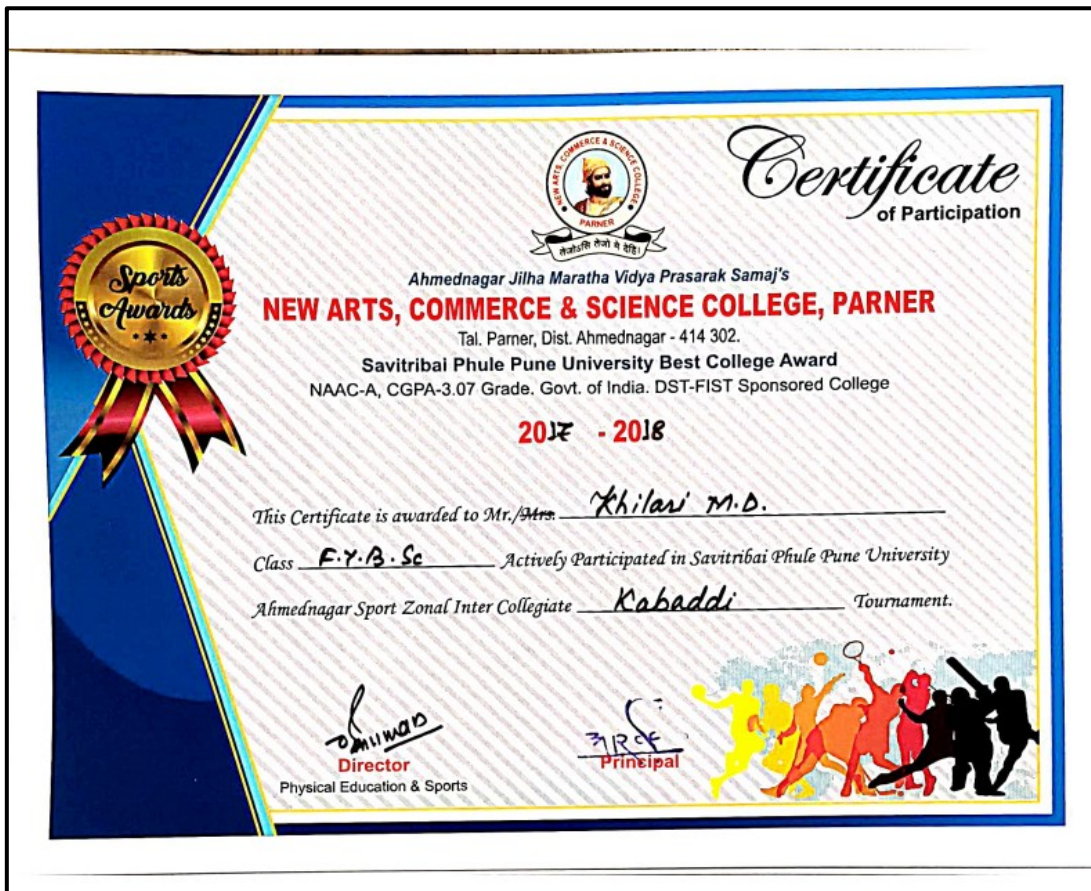 NEW ARTS, COMMERCE & SCIENCE COLLEGE
PARNER
तेजोऽसि तेजो मे देहि।
Certificate
of Participation
Sports
Awards
Ahmednagar Jilha Maratha Vidya Prasarak Samaj's
NEW ARTS, COMMERCE & SCIENCE COLLEGE, PARNER
Tal. Parner, Dist. Ahmednagar - 414 302.
Savitribai Phule Pune University Best College Award
NAAC-A, CGPA-3.07 Grade. Govt. of India. DST-FIST Sponsored College
2017 - 2018
This Certificate is awarded to Mr./Mrs. Khilari M.D.
Class F.Y.B.Sc Actively Participated in Savitribai Phule Pune University
Ahmednagar Sport Zonal Inter Collegiate Kabaddi Tournament.
Director
Physical Education & Sports
Principal